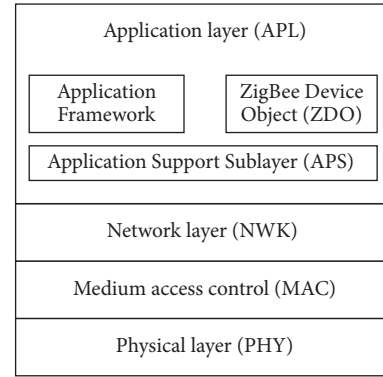 Application layer (APL)
Application
Framework
ZigBee Device
Object (ZDO)
Application Support Sublayer (APS)
Network layer (NWK)
Medium access control (MAC)
Physical layer (PHY)